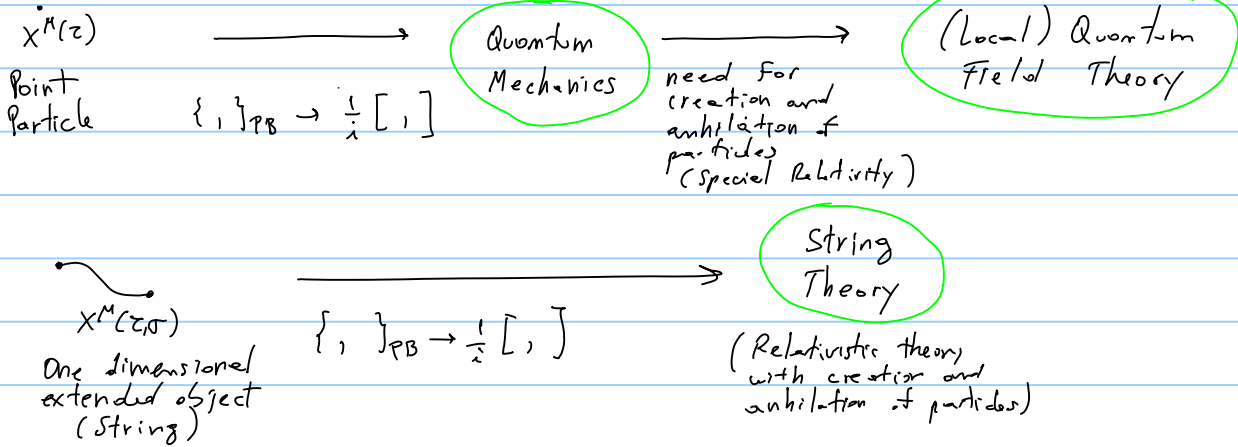 X^μ(τ)
Point
Particle
{ , }_PB → 1/i [ , ]
Quantum
Mechanics
need for
creation and
anhilation of
particles
(Special Relativity)
(Local) Quantum
Field Theory
X^μ(τ,σ)
One dimensional
extended object
(String)
{ , }_PB → 1/i [ , ]
String
Theory
(Relativistic theory
with creation and
anhilation of particles)